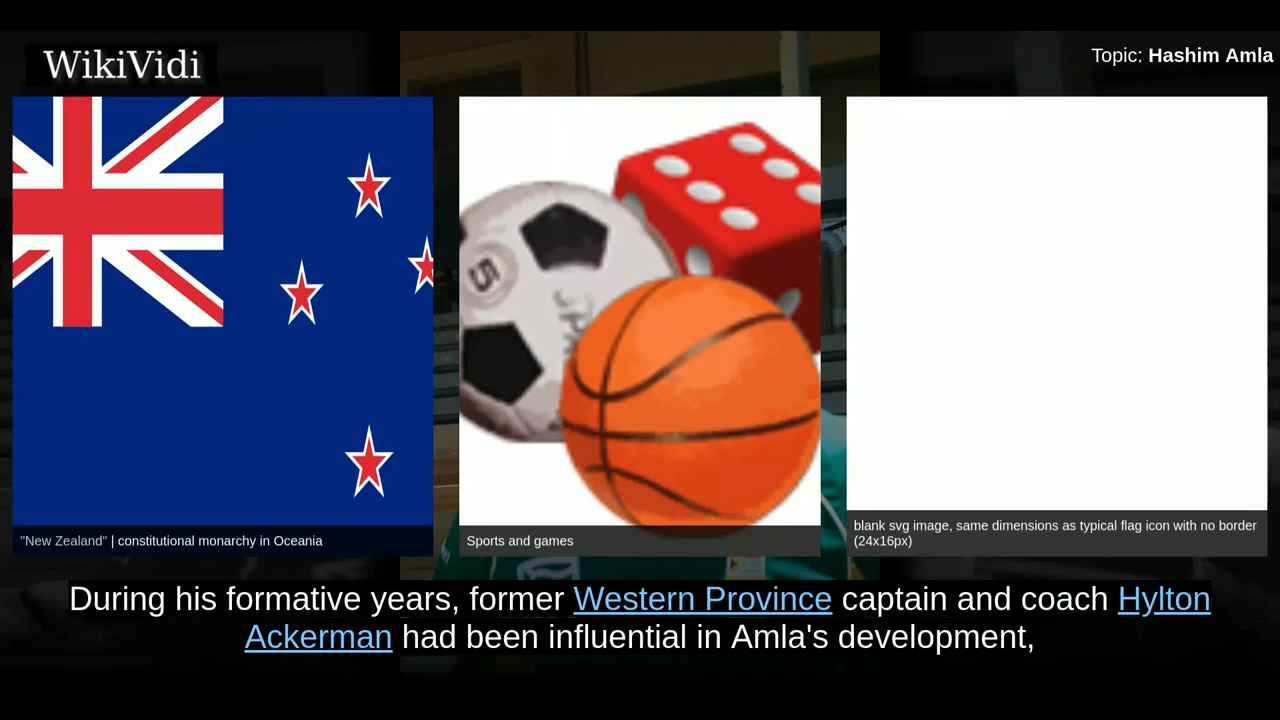 WikiVidi
Topic: Hashim Amla
5
"New Zealand" | constitutional monarchy in Oceania
Sports and games
blank svg image, same dimensions as typical flag icon with no border
(24x16px)
During his formative years, former Western Province captain and coach Hylton
Ackerman had been influential in Amla's development,